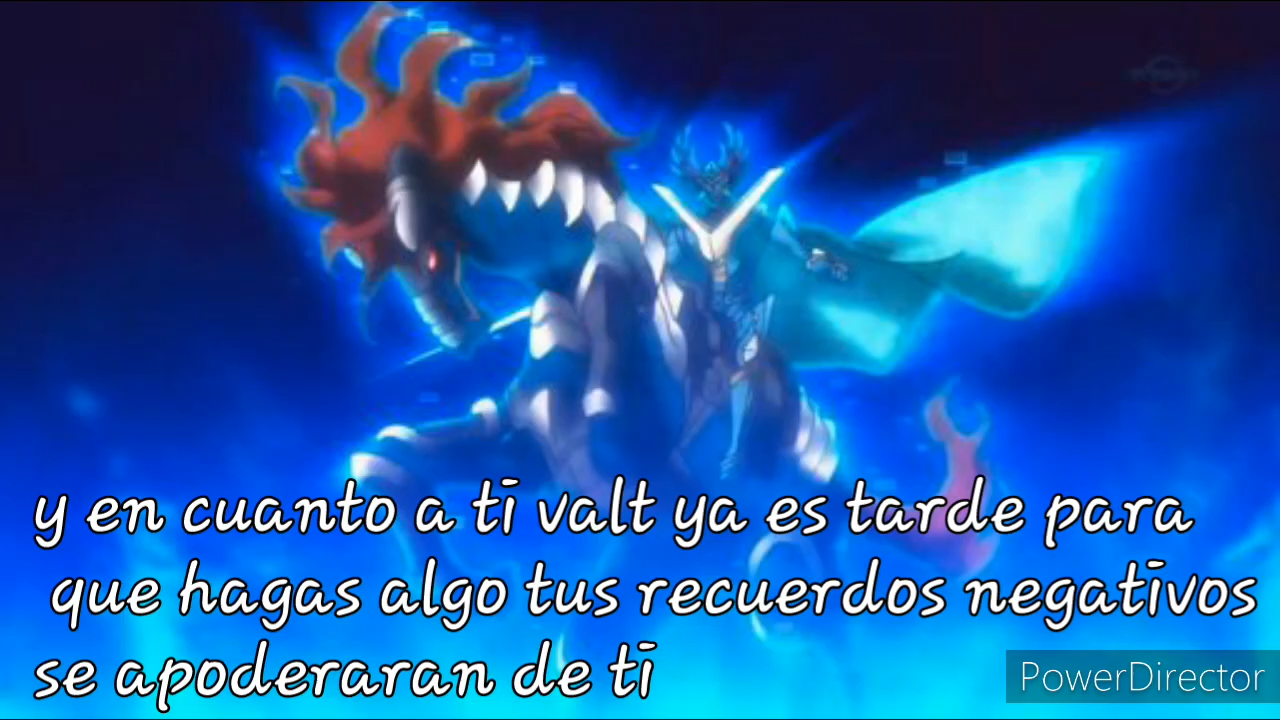 y en cuanto a ti valt ya es tarde para
que hagas algo tus recuerdos negativos
se apoderaran de ti
PowerDirector